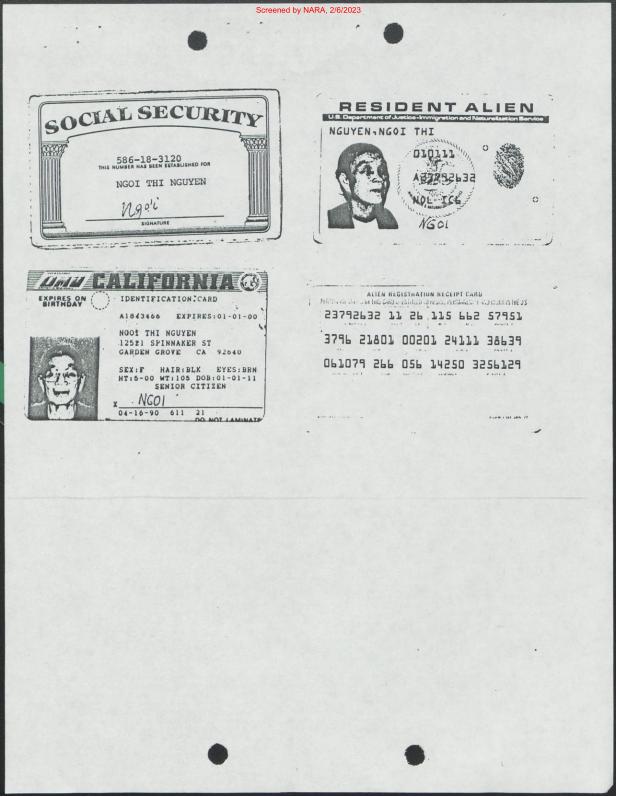 Screened by NARA, 2/6/2023
SOCIAL SECURITY
586-18-3120
THIS NUMBER HAS BEEN ESTABLISHED FOR
NGOI THI NGUYEN
Ngoi
SIGNATURE
RESIDENT ALIEN
U.S. Department of Justice-Immigration and Naturalization Service
NGUYEN, NGOI THI
010111
A23792632
NGOI
CALIFORNIA
EXPIRES ON
BIRTHDAY
IDENTIFICATION CARD
EXPIRES:01-01-00
NGOI THI NGUYEN
12521 SPINNAKER ST
GARDEN GROVE CA 92640
SEX:F HAIR:BLK EYES:BRN
HT:5-00 WT:105 DOB:01-01-11
SENIOR CITIZEN
X NGOI
04-16-90 611 21
DO NOT LAMINATE
ALIEN REGISTRATION RECEIPT CARD
23792632 11 26 115 662 57951
3796 21801 00201 24111 38639
061079 266 056 14250 3256129